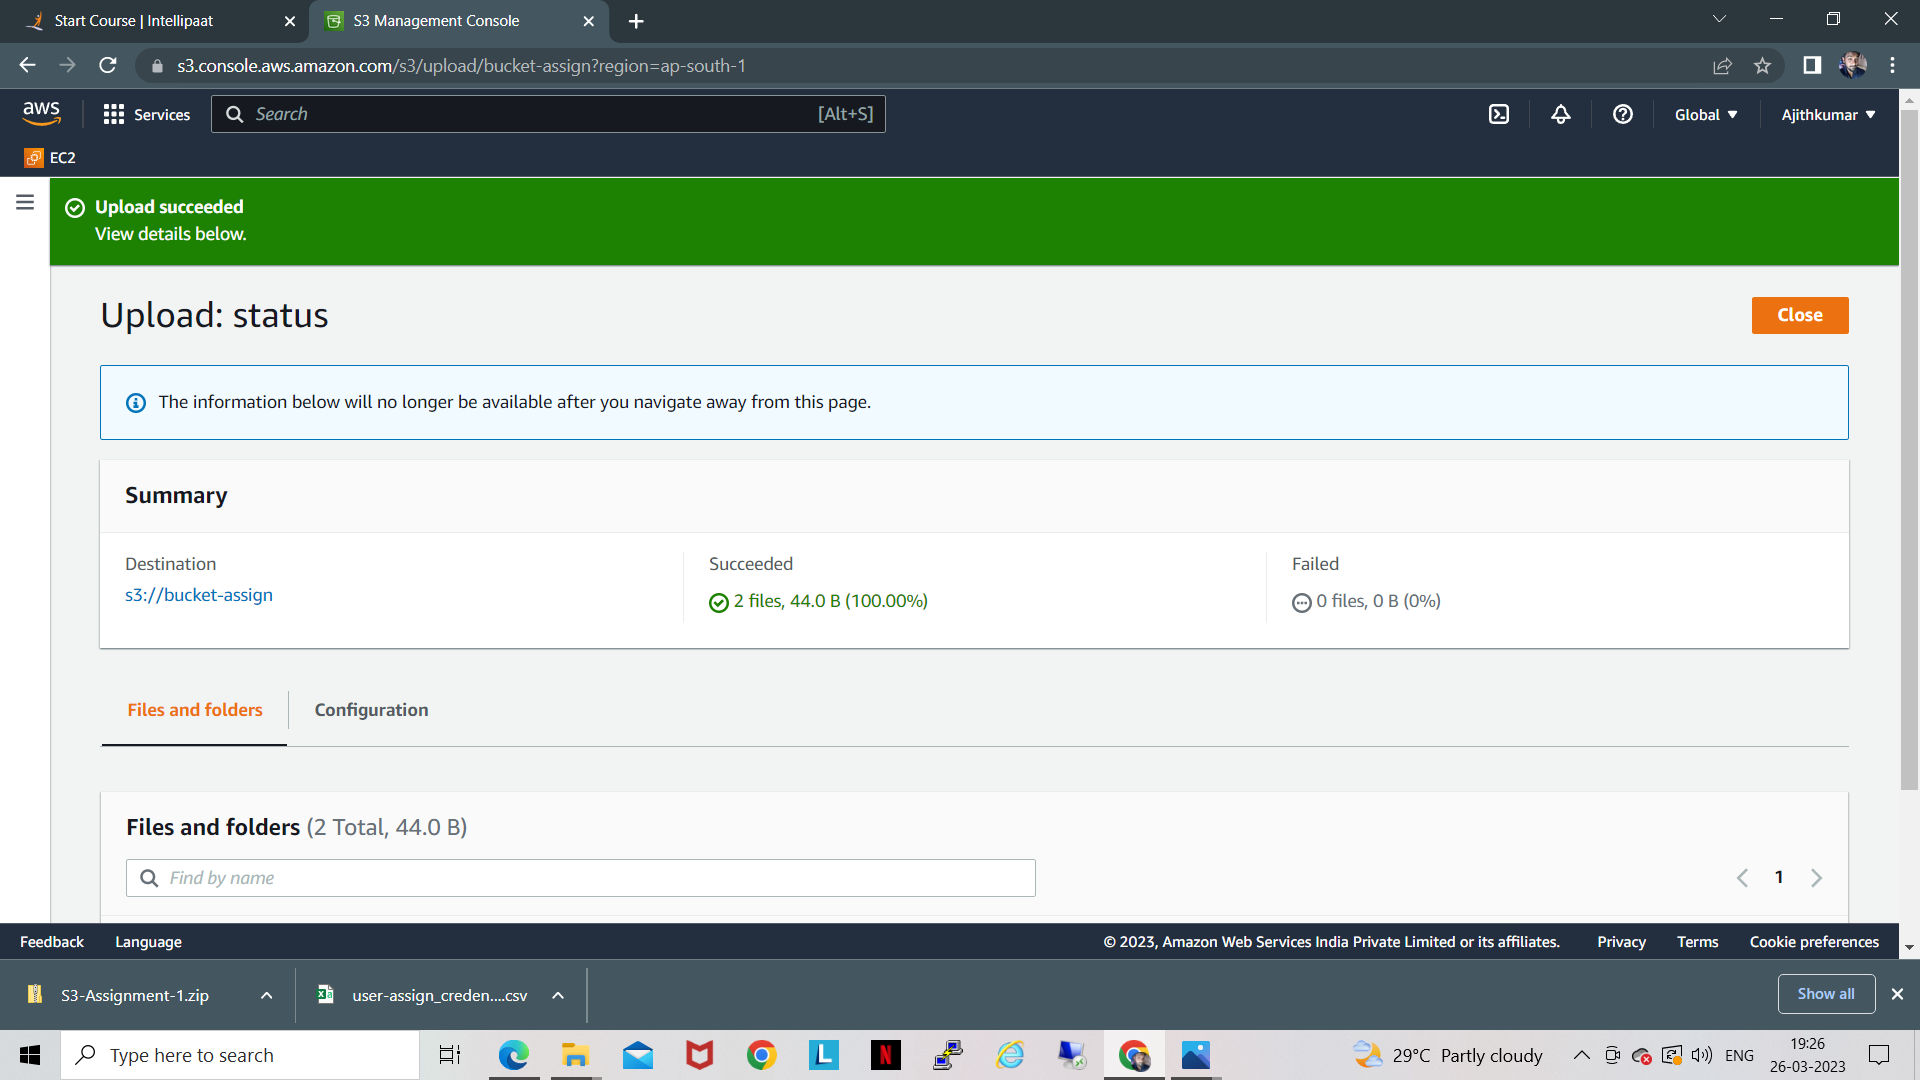 Start Course | Intellipaat
S3 Management Console
s3.console.aws.amazon.com/s3/upload/bucket-assign?region=ap-south-1
aws
Services
Search
[Alt+S]
Global
Ajithkumar
EC2
Upload succeeded
View details below.
Upload: status
Close
The information below will no longer be available after you navigate away from this page.
Summary
Destination
s3://bucket-assign
Succeeded
2 files, 44.0 B (100.00%)
Failed
0 files, 0 B (0%)
Files and folders
Configuration
Files and folders (2 Total, 44.0 B)
Find by name
1
Feedback
Language
© 2023, Amazon Web Services India Private Limited or its affiliates.
Privacy
Terms
Cookie preferences
S3-Assignment-1.zip
user-assign_creden....csv
Show all
Type here to search
L
N
29°C Partly cloudy
ENG
19:26
26-03-2023